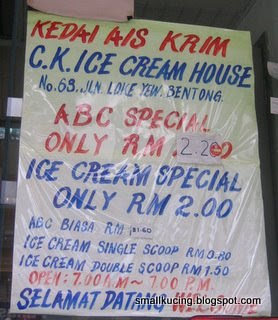 KEDAI AIS KRIM
C.K. ICE CREAM HOUSE
No. 68. JLN. LOKE YEW. BENTONG.
ABC SPECIAL
ONLY RM 2.20
ICE CREAM SPECIAL
ONLY RM 2.00
ABC BIASA RM 1.60
ICE CREAM SINGLE SCOOP RM 0.80
ICE CREAM DOUBLE SCOOP RM 1.50
OPEN: 7.00 A.M ~ 7.00 P.M.
SELAMAT DATANG WELCOME
smallkucing.blogspot.com